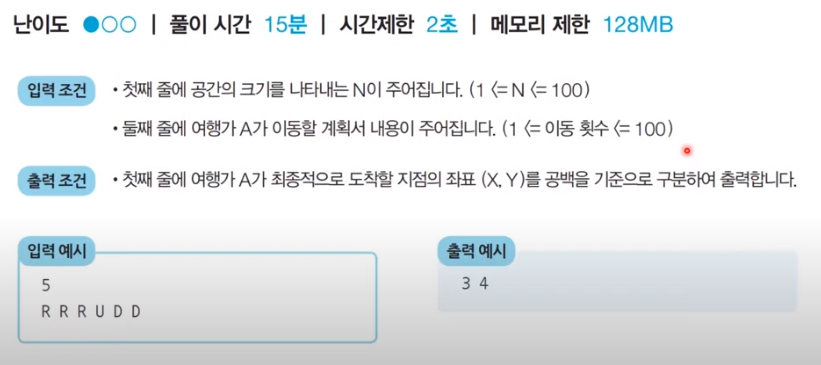 난이도 ●○○ | 풀이 시간 15분 | 시간제한 2초 | 메모리 제한 128MB
입력 조건 • 첫째 줄에 공간의 크기를 나타내는 N이 주어집니다. (1 <= N <= 100)
• 둘째 줄에 여행가 A가 이동할 계획서 내용이 주어집니다. (1 <= 이동 횟수 <= 100)
출력 조건 • 첫째 줄에 여행가 A가 최종적으로 도착할 지점의 좌표 (X, Y)를 공백을 기준으로 구분하여 출력합니다.
입력 예시
5
R R R U D D
출력 예시
3 4